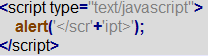 <script type="text/javascript">
alert('</scr'+'ipt>');
</script>